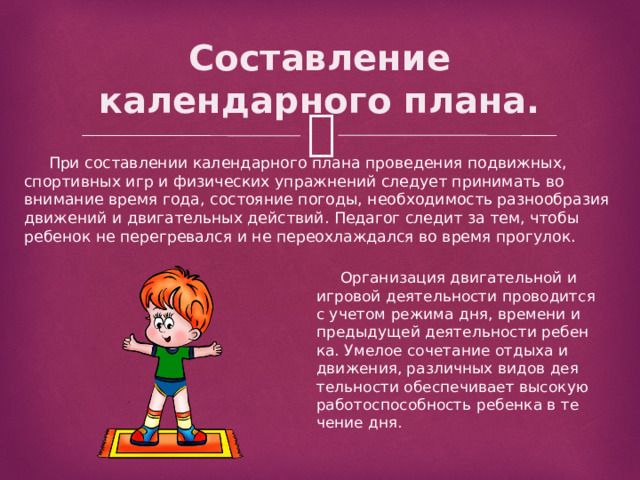 Составление
календарного плана.
При составлении календарного плана проведения подвижных,
спортивных игр и физических упражнений следует принимать во
внимание время года, состояние погоды, необходимость разнообразия
движений и двигательных действий. Педагог следит за тем, чтобы
ребенок не перегревался и не переохлаждался во время прогулок.
Организация двигательной и
игровой деятельности проводится
с учетом режима дня, времени и
предыдущей деятельности ребен
ка. Умелое сочетание отдыха и
движения, различных видов дея
тельности обеспечивает высокую
работоспособность ребенка в те
чение дня.